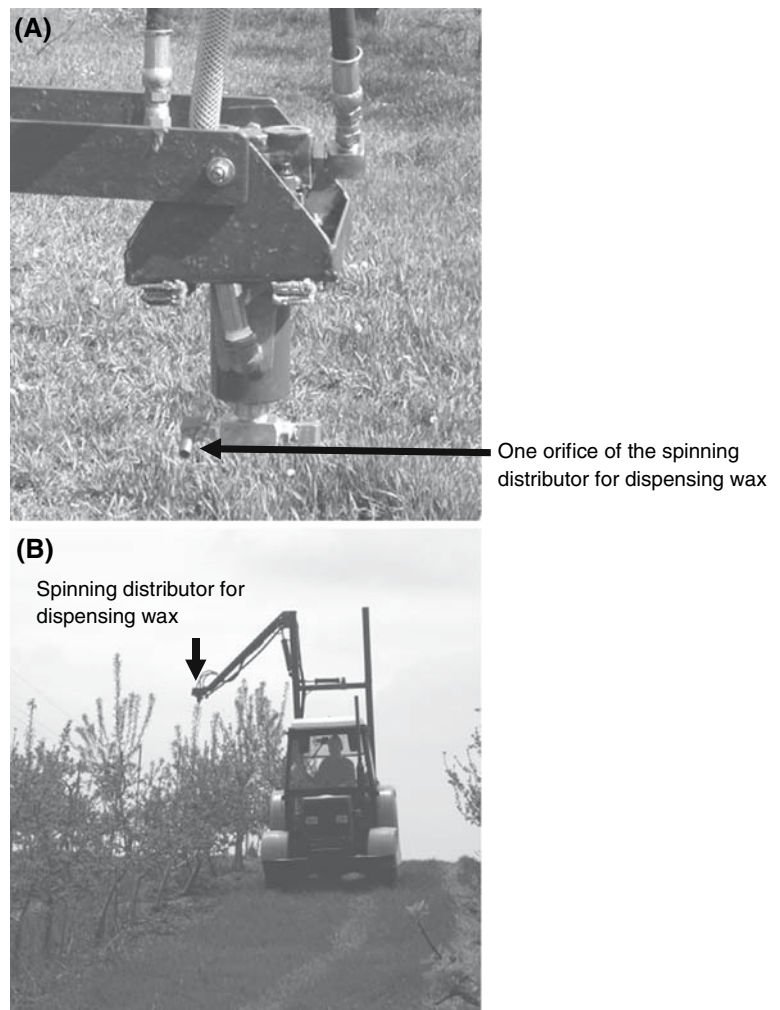 (A)
One orifice of the spinning
distributor for dispensing wax
(B)
Spinning distributor for
dispensing wax